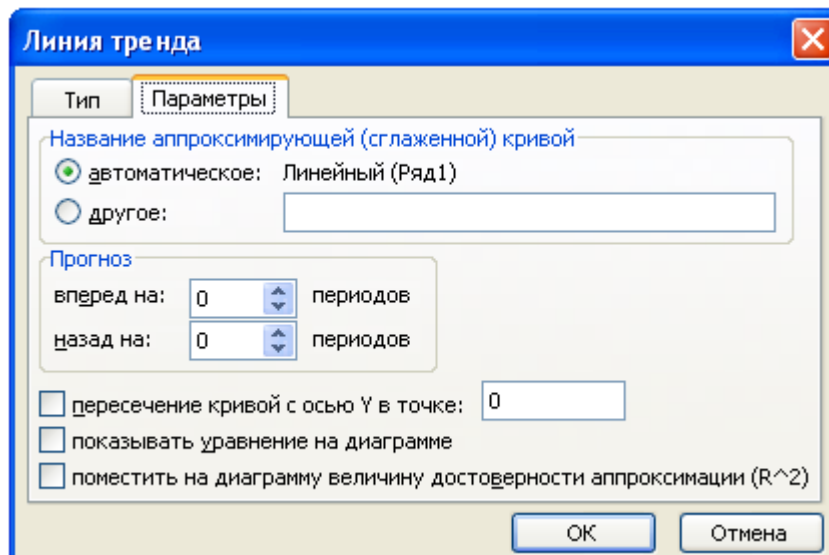 Линия тренда
Тип Параметры
Название аппроксимирующей (сглаженной) кривой
автоматическое: Линейный (Ряд1)
другое:
Прогноз
вперед на: 0 периодов
назад на: 0 периодов
пересечение кривой с осью Y в точке: 0
показывать уравнение на диаграмме
поместить на диаграмму величину достоверности аппроксимации (R^2)
ОК Отмена